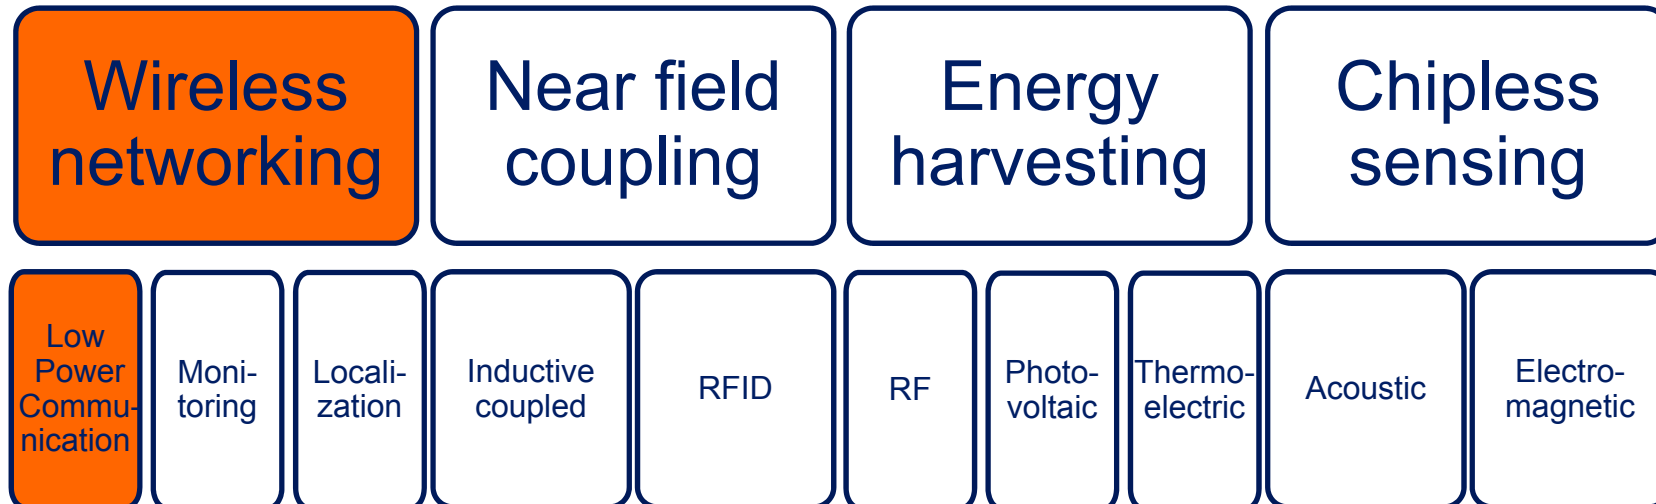 Wireless
networking
Near field
coupling
Energy
harvesting
Chipless
sensing
Low
Power
Commu-
nication
Moni-
toring
Locali-
zation
Inductive
coupled
RFID
RF
Photo-
voltaic
Thermo-
electric
Acoustic
Electro-
magnetic